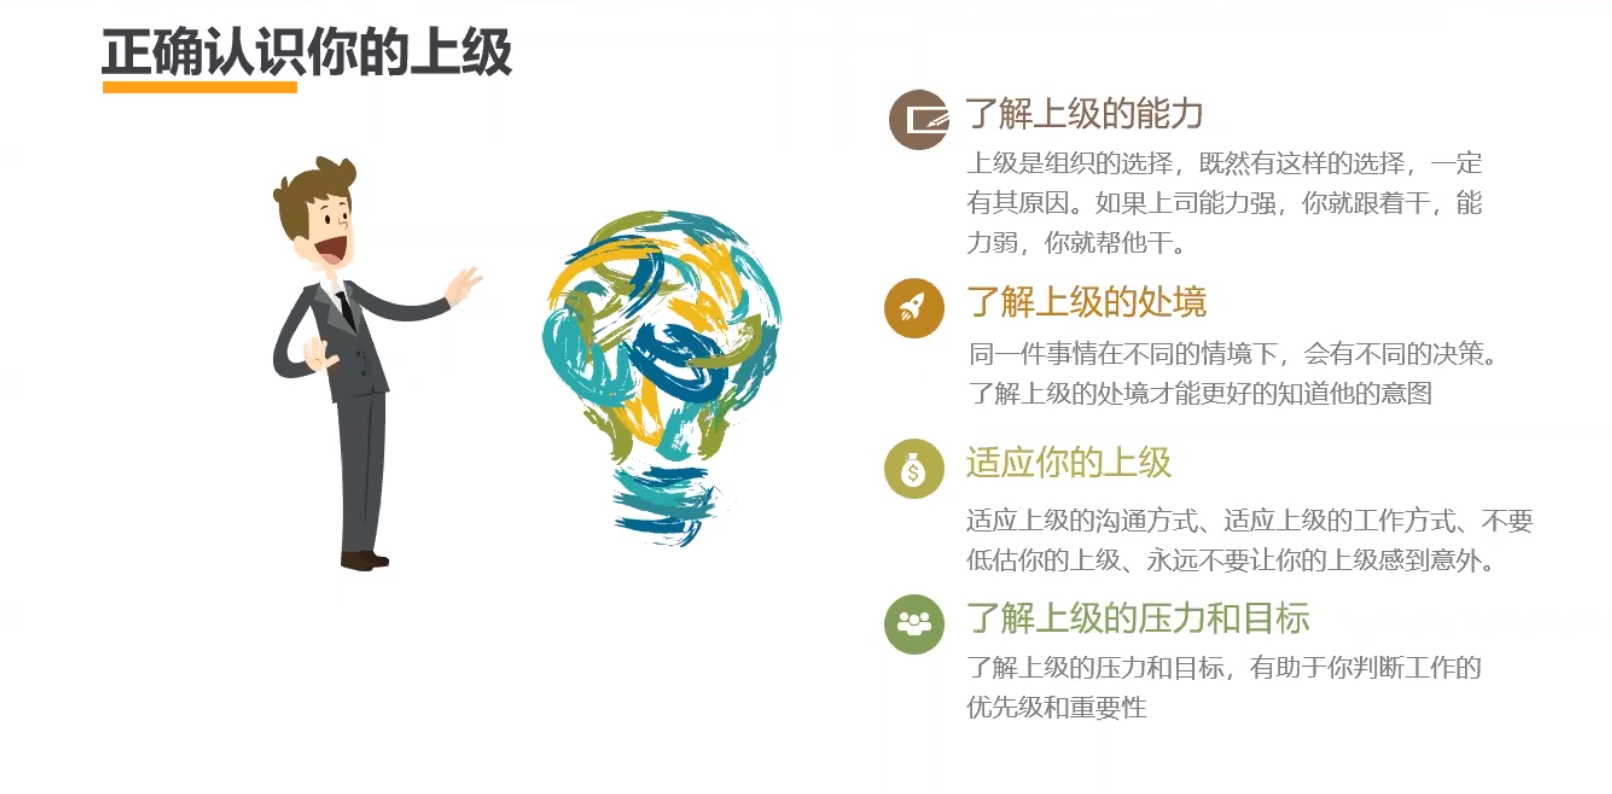 正确认识你的上级
了解上级的能力
上级是组织的选择，既然有这样的选择，一定
有其原因。如果上司能力强，你就跟着干，能
力弱，你就帮他干。
了解上级的处境
同一件事情在不同的情境下，会有不同的决策。
了解上级的处境才能更好的知道他的意图
适应你的上级
适应上级的沟通方式、适应上级的工作方式、不要
低估你的上级、永远不要让你的上级感到意外。
了解上级的压力和目标
了解上级的压力和目标，有助于你判断工作的
优先级和重要性